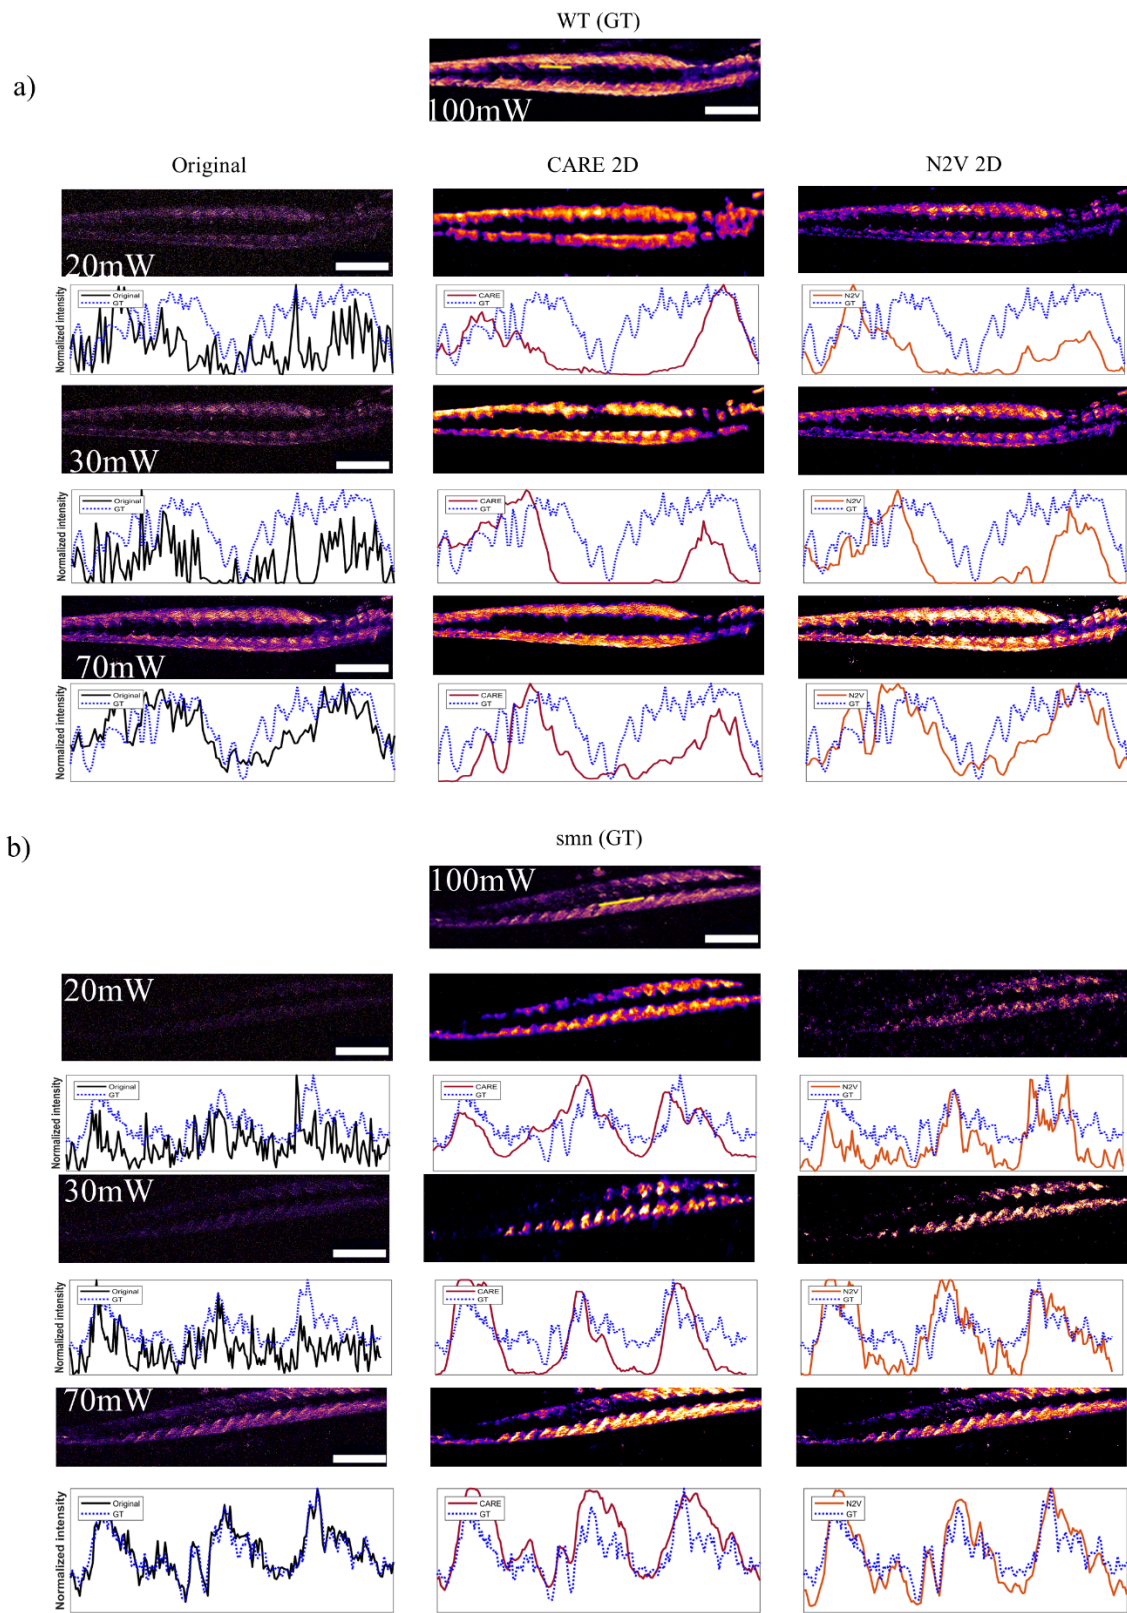 WT (GT)
a)
100mW
Original
CARE 2D
N2V 2D
20mW
Normalized intensity
Original
GT
CARE
GT
N2V
GT
30mW
Normalized intensity
Original
GT
CARE
GT
N2V
GT
70mW
Normalized intensity
Original
GT
CARE
GT
N2V
GT
b)
smn (GT)
100mW
20mW
Normalized intensity
Original
GT
CARE
GT
N2V
GT
30mW
Normalized intensity
Original
GT
CARE
GT
N2V
GT
70mW
Normalized intensity
Original
GT
CARE
GT
N2V
GT